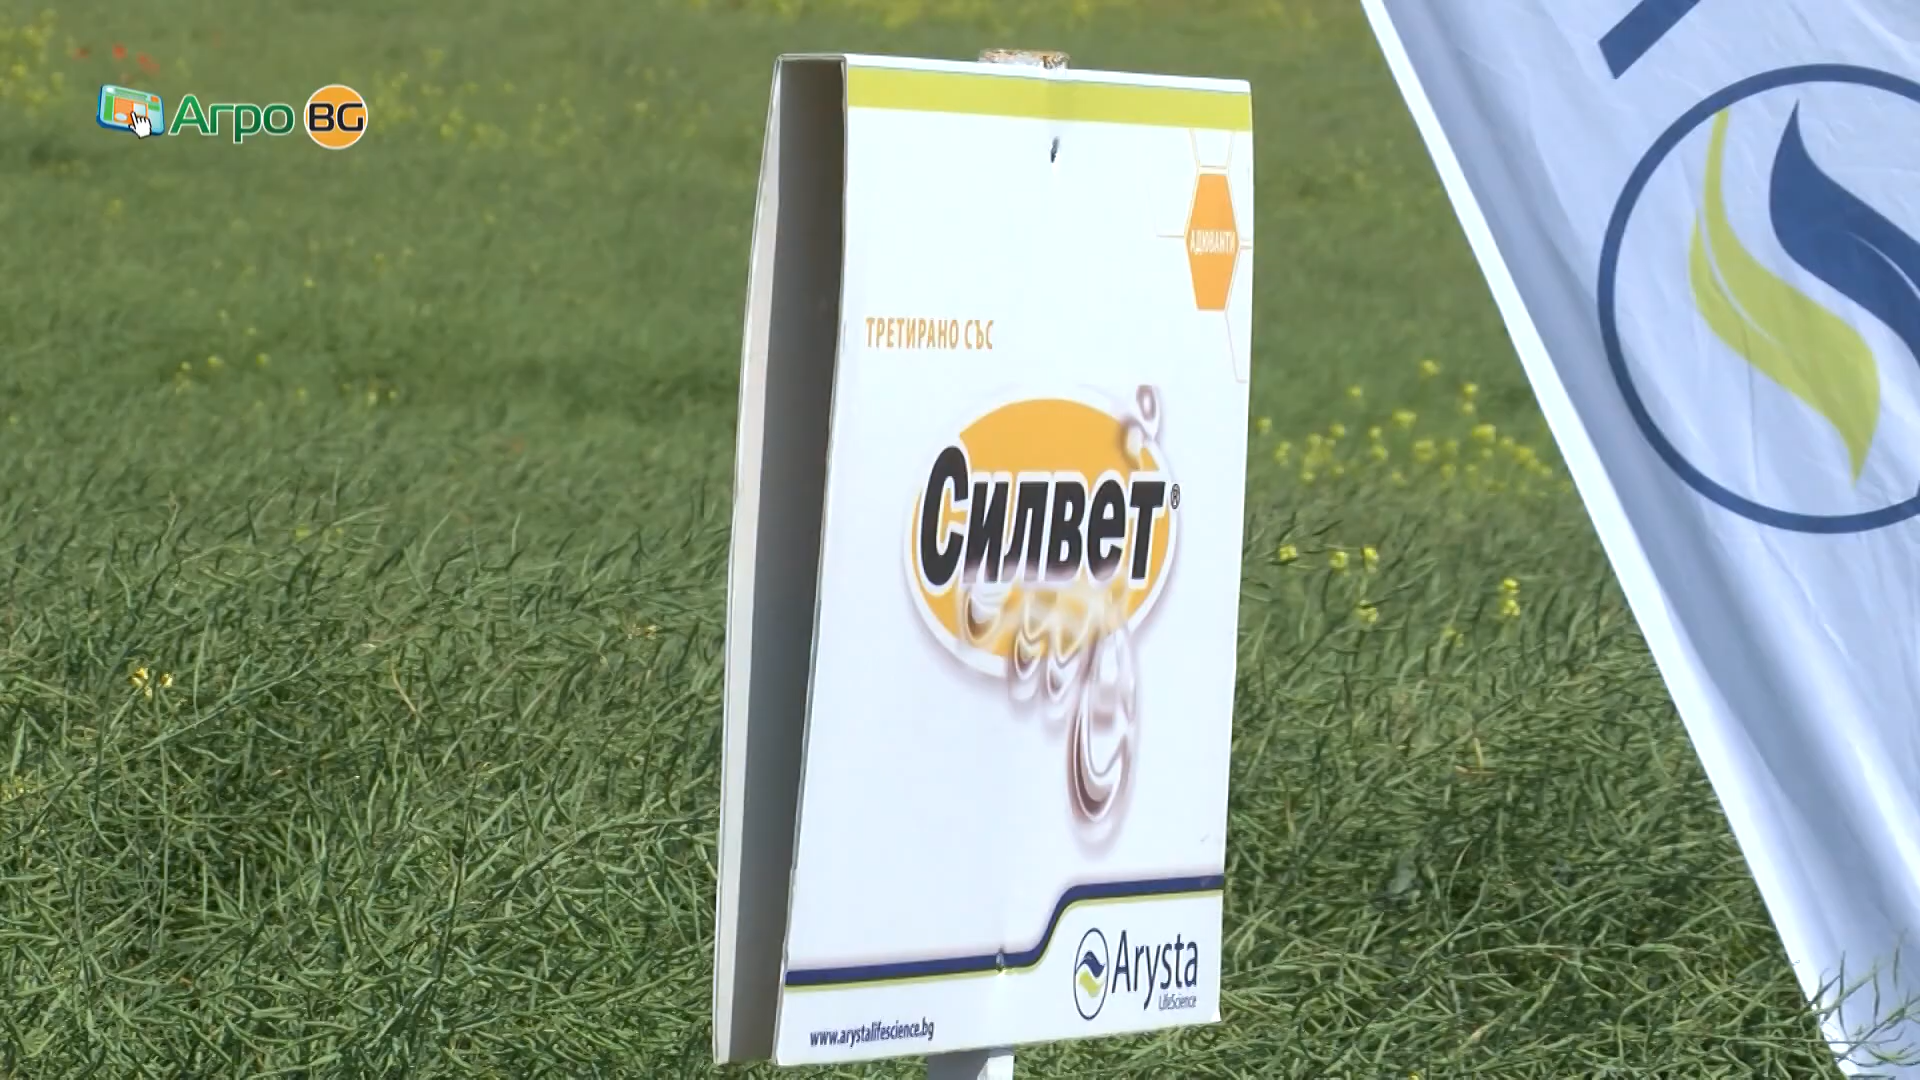 Агро BG
АДЮВАНТИ
ТРЕТИРАНО СЪС
Силвет®
Arysta
LifeScience
www.arystalifescience.bg